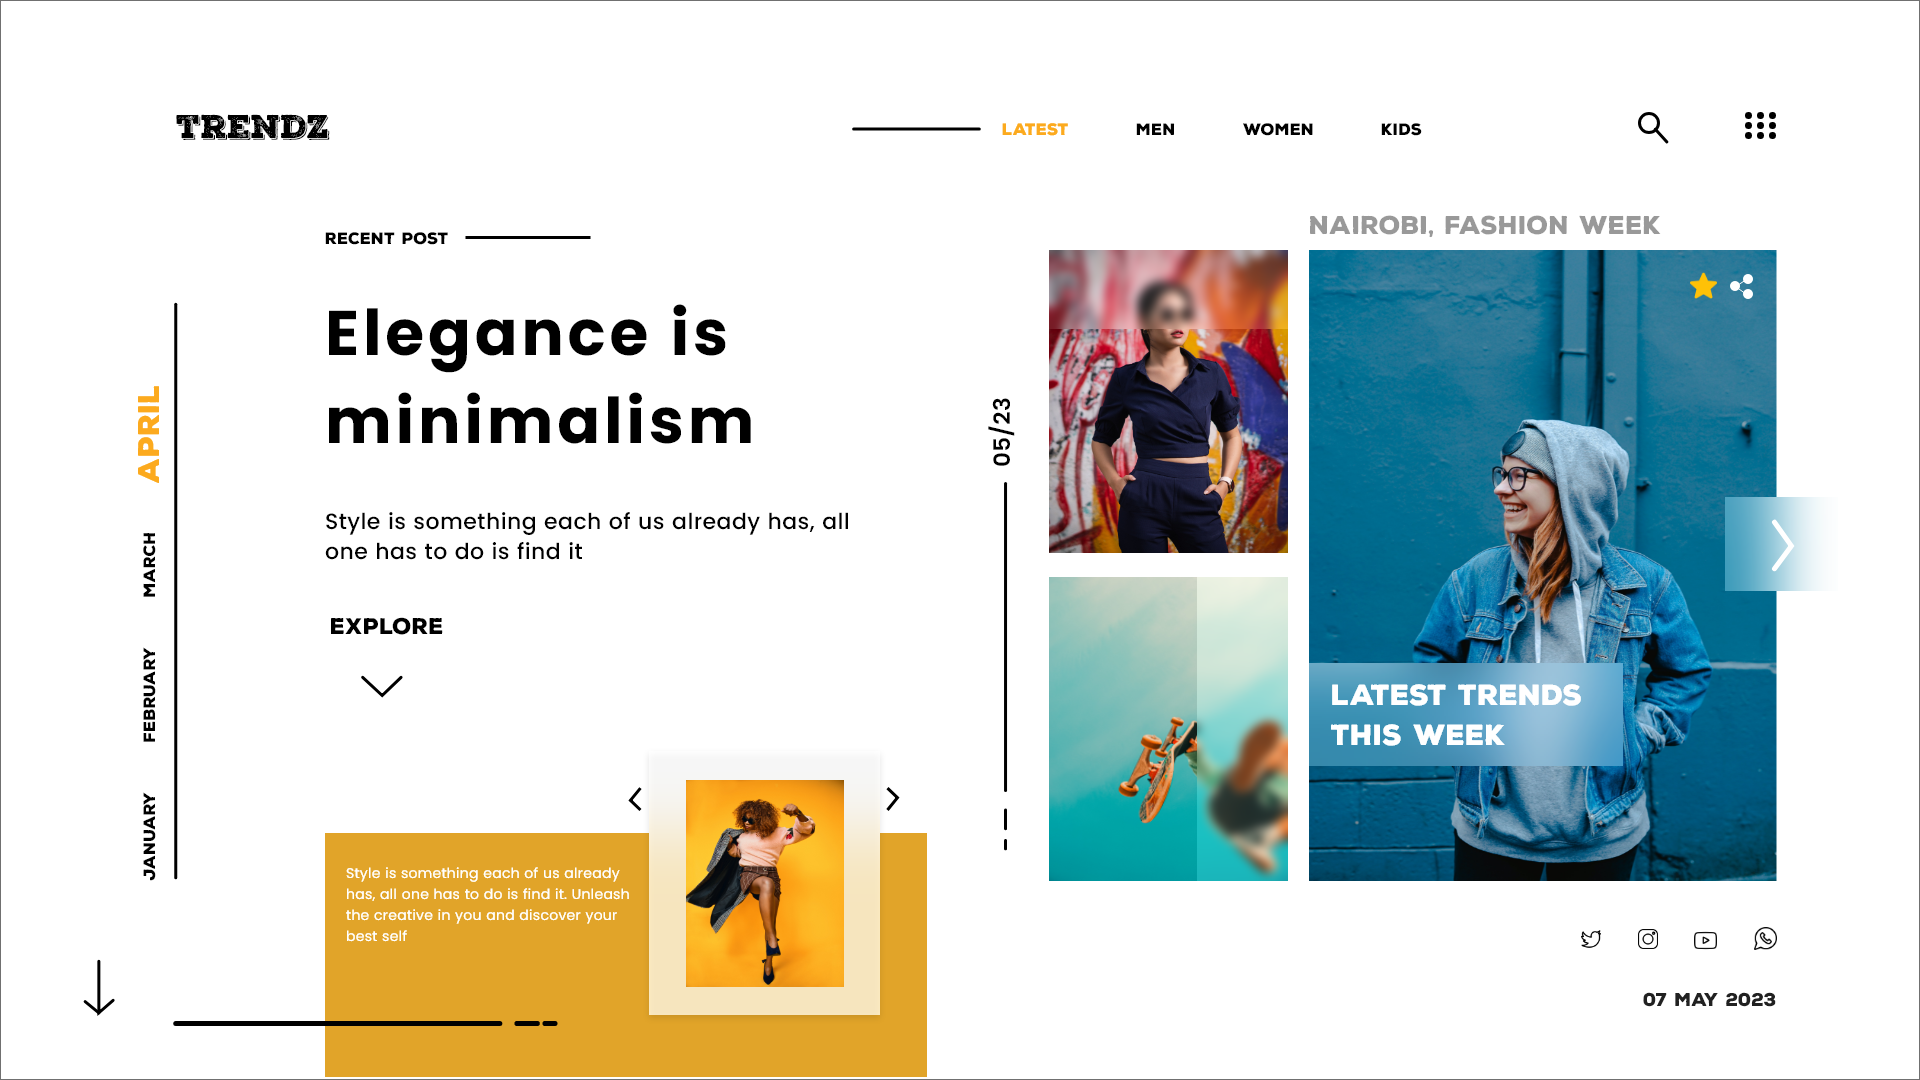 TRENDZ
LATEST
MEN
WOMEN
KIDS
NAIROBI, FASHION WEEK
RECENT POST
Elegance is
minimalism
Style is something each of us already has, all
one has to do is find it
EXPLORE
APRIL
MARCH
FEBRUARY
JANUARY
05/23
LATEST TRENDS
THIS WEEK
Style is something each of us already
has, all one has to do is find it. Unleash
the creative in you and discover your
best self
07 MAY 2023